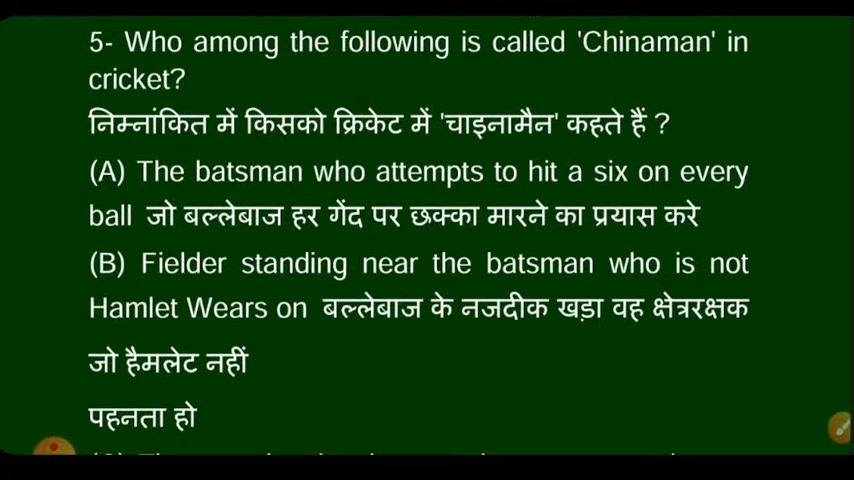 5- Who among the following is called 'Chinaman' in
cricket?
निम्नांकित में किसको क्रिकेट में 'चाइनामैन' कहते हैं ?
(A) The batsman who attempts to hit a six on every
ball जो बल्लेबाज हर गेंद पर छक्का मारने का प्रयास करे
(B) Fielder standing near the batsman who is not
Hamlet Wears on बल्लेबाज के नजदीक खड़ा वह क्षेत्ररक्षक
जो हैमलेट नहीं
पहनता हो